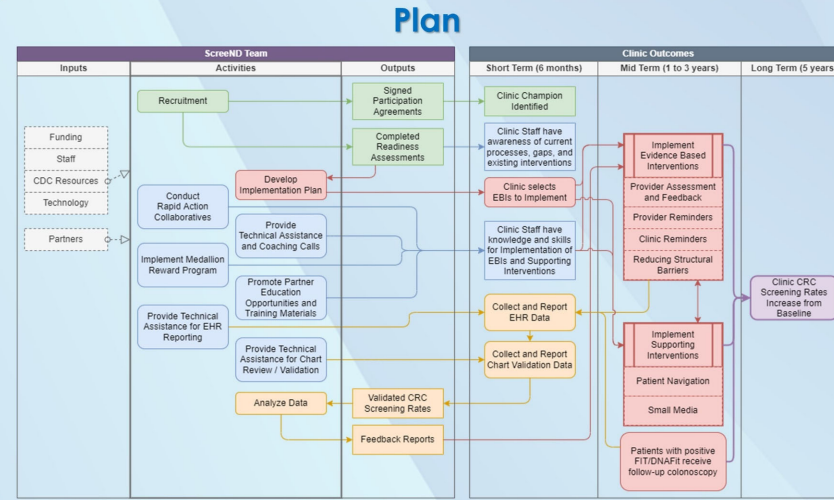 Plan
ScreeND Team
Clinic Outcomes
Inputs
Activities
Outputs
Short Term (6 months)
Mid Term (1 to 3 years)
Long Term (5 years
Funding
Staff
CDC Resources
Technology
Partners
Recruitment
Develop
Implementation Plan
Conduct
Rapid Action
Collaboratives
Provide
Technical Assistance
and Coaching Calls
Implement Medallion
Reward Program
Promote Partner
Education
Opportunities and
Training Materials
Provide Technical
Assistance for EHR
Reporting
Provide Technical
Assistance for Chart
Review / Validation
Analyze Data
Signed
Participation
Agreements
Completed
Readiness
Assessments
Validated CRC
Screening Rates
Feedback Reports
Clinic Champion
Identified
Clinic Staff have
awareness of current
processes, gaps, and
existing interventions
Clinic selects
EBIs to Implement
Clinic Staff have
knowledge and skills
for Implementation of
EBIs and Supporting
Interventions
Collect and Report
EHR Data
Collect and Report
Chart Validation Data
Implement
Evidence Based
Interventions
Provider Assessment
and Feedback
Provider Reminders
Clinic Reminders
Reducing Structural
Barriers
Implement
Supporting
Interventions
Patient Navigation
Small Media
Patients with positive
FIT/DNAFit receive
follow-up colonoscopy
Clinic CRC
Screening Rates
Increase from
Baseline